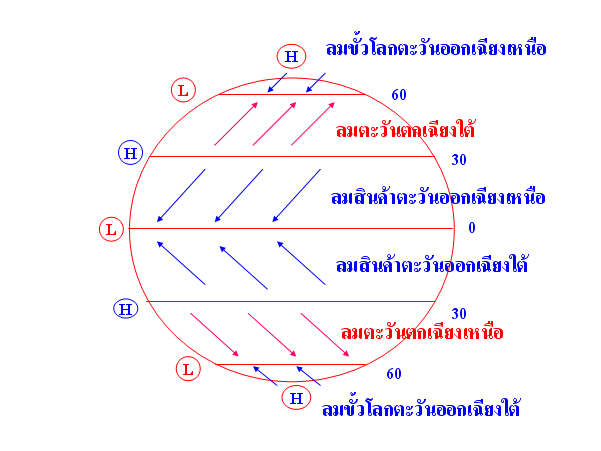 ลมขั้วโลกตะวันออกเฉียงเหนือ
H
L
60
ลมตะวันตกเฉียงใต้
H
30
ลมสินค้าตะวันออกเฉียงเหนือ
L
0
ลมสินค้าตะวันออกเฉียงใต้
H
30
ลมตะวันตกเฉียงเหนือ
L
60
H
ลมขั้วโลกตะวันออกเฉียงใต้